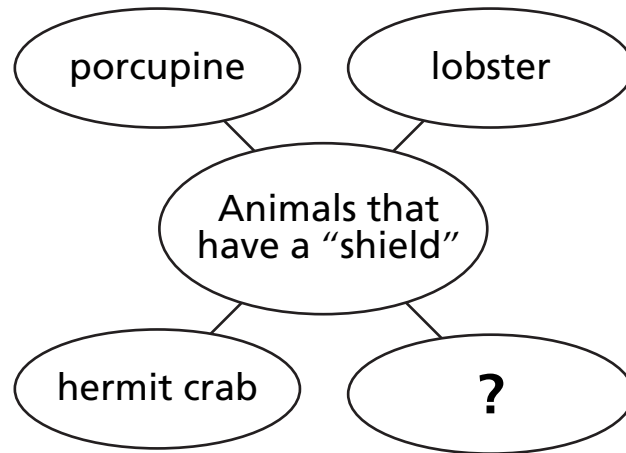 porcupine
lobster
Animals that
have a “shield”
hermit crab
?